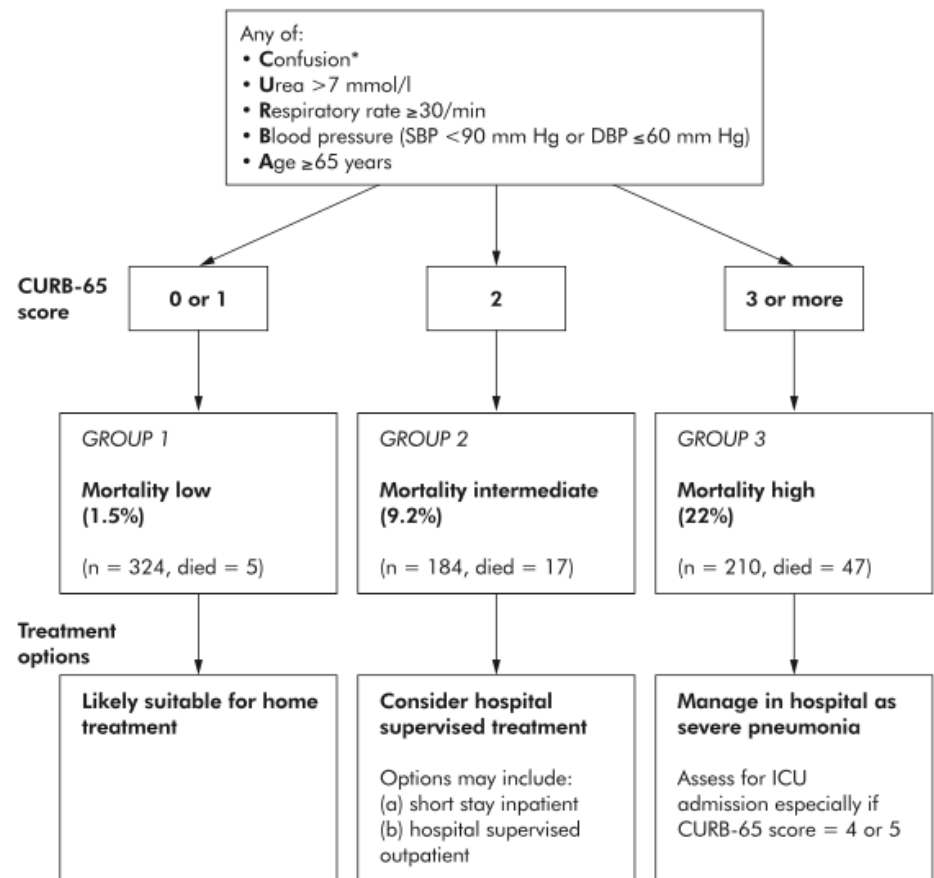 Any of:
• Confusion*
• Urea >7 mmol/l
• Respiratory rate ≥30/min
• Blood pressure (SBP <90 mm Hg or DBP ≤60 mm Hg)
• Age ≥65 years
CURB-65
score
0 or 1
2
3 or more
GROUP 1
Mortality low
(1.5%)
(n = 324, died = 5)
GROUP 2
Mortality intermediate
(9.2%)
(n = 184, died = 17)
GROUP 3
Mortality high
(22%)
(n = 210, died = 47)
Treatment
options
Likely suitable for home
treatment
Consider hospital
supervised treatment
Options may include:
(a) short stay inpatient
(b) hospital supervised
outpatient
Manage in hospital as
severe pneumonia
Assess for ICU
admission especially if
CURB-65 score = 4 or 5